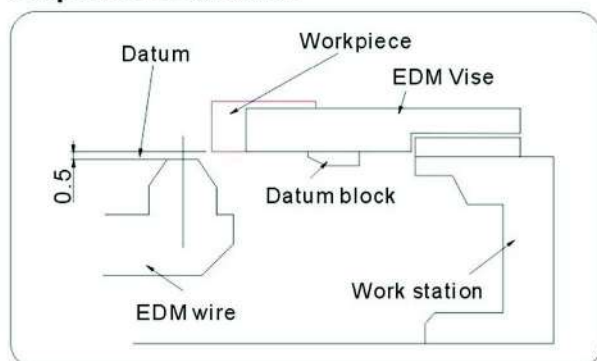 Workpiece
Datum
EDM Vise
0.5
Datum block
Work station
EDM wire